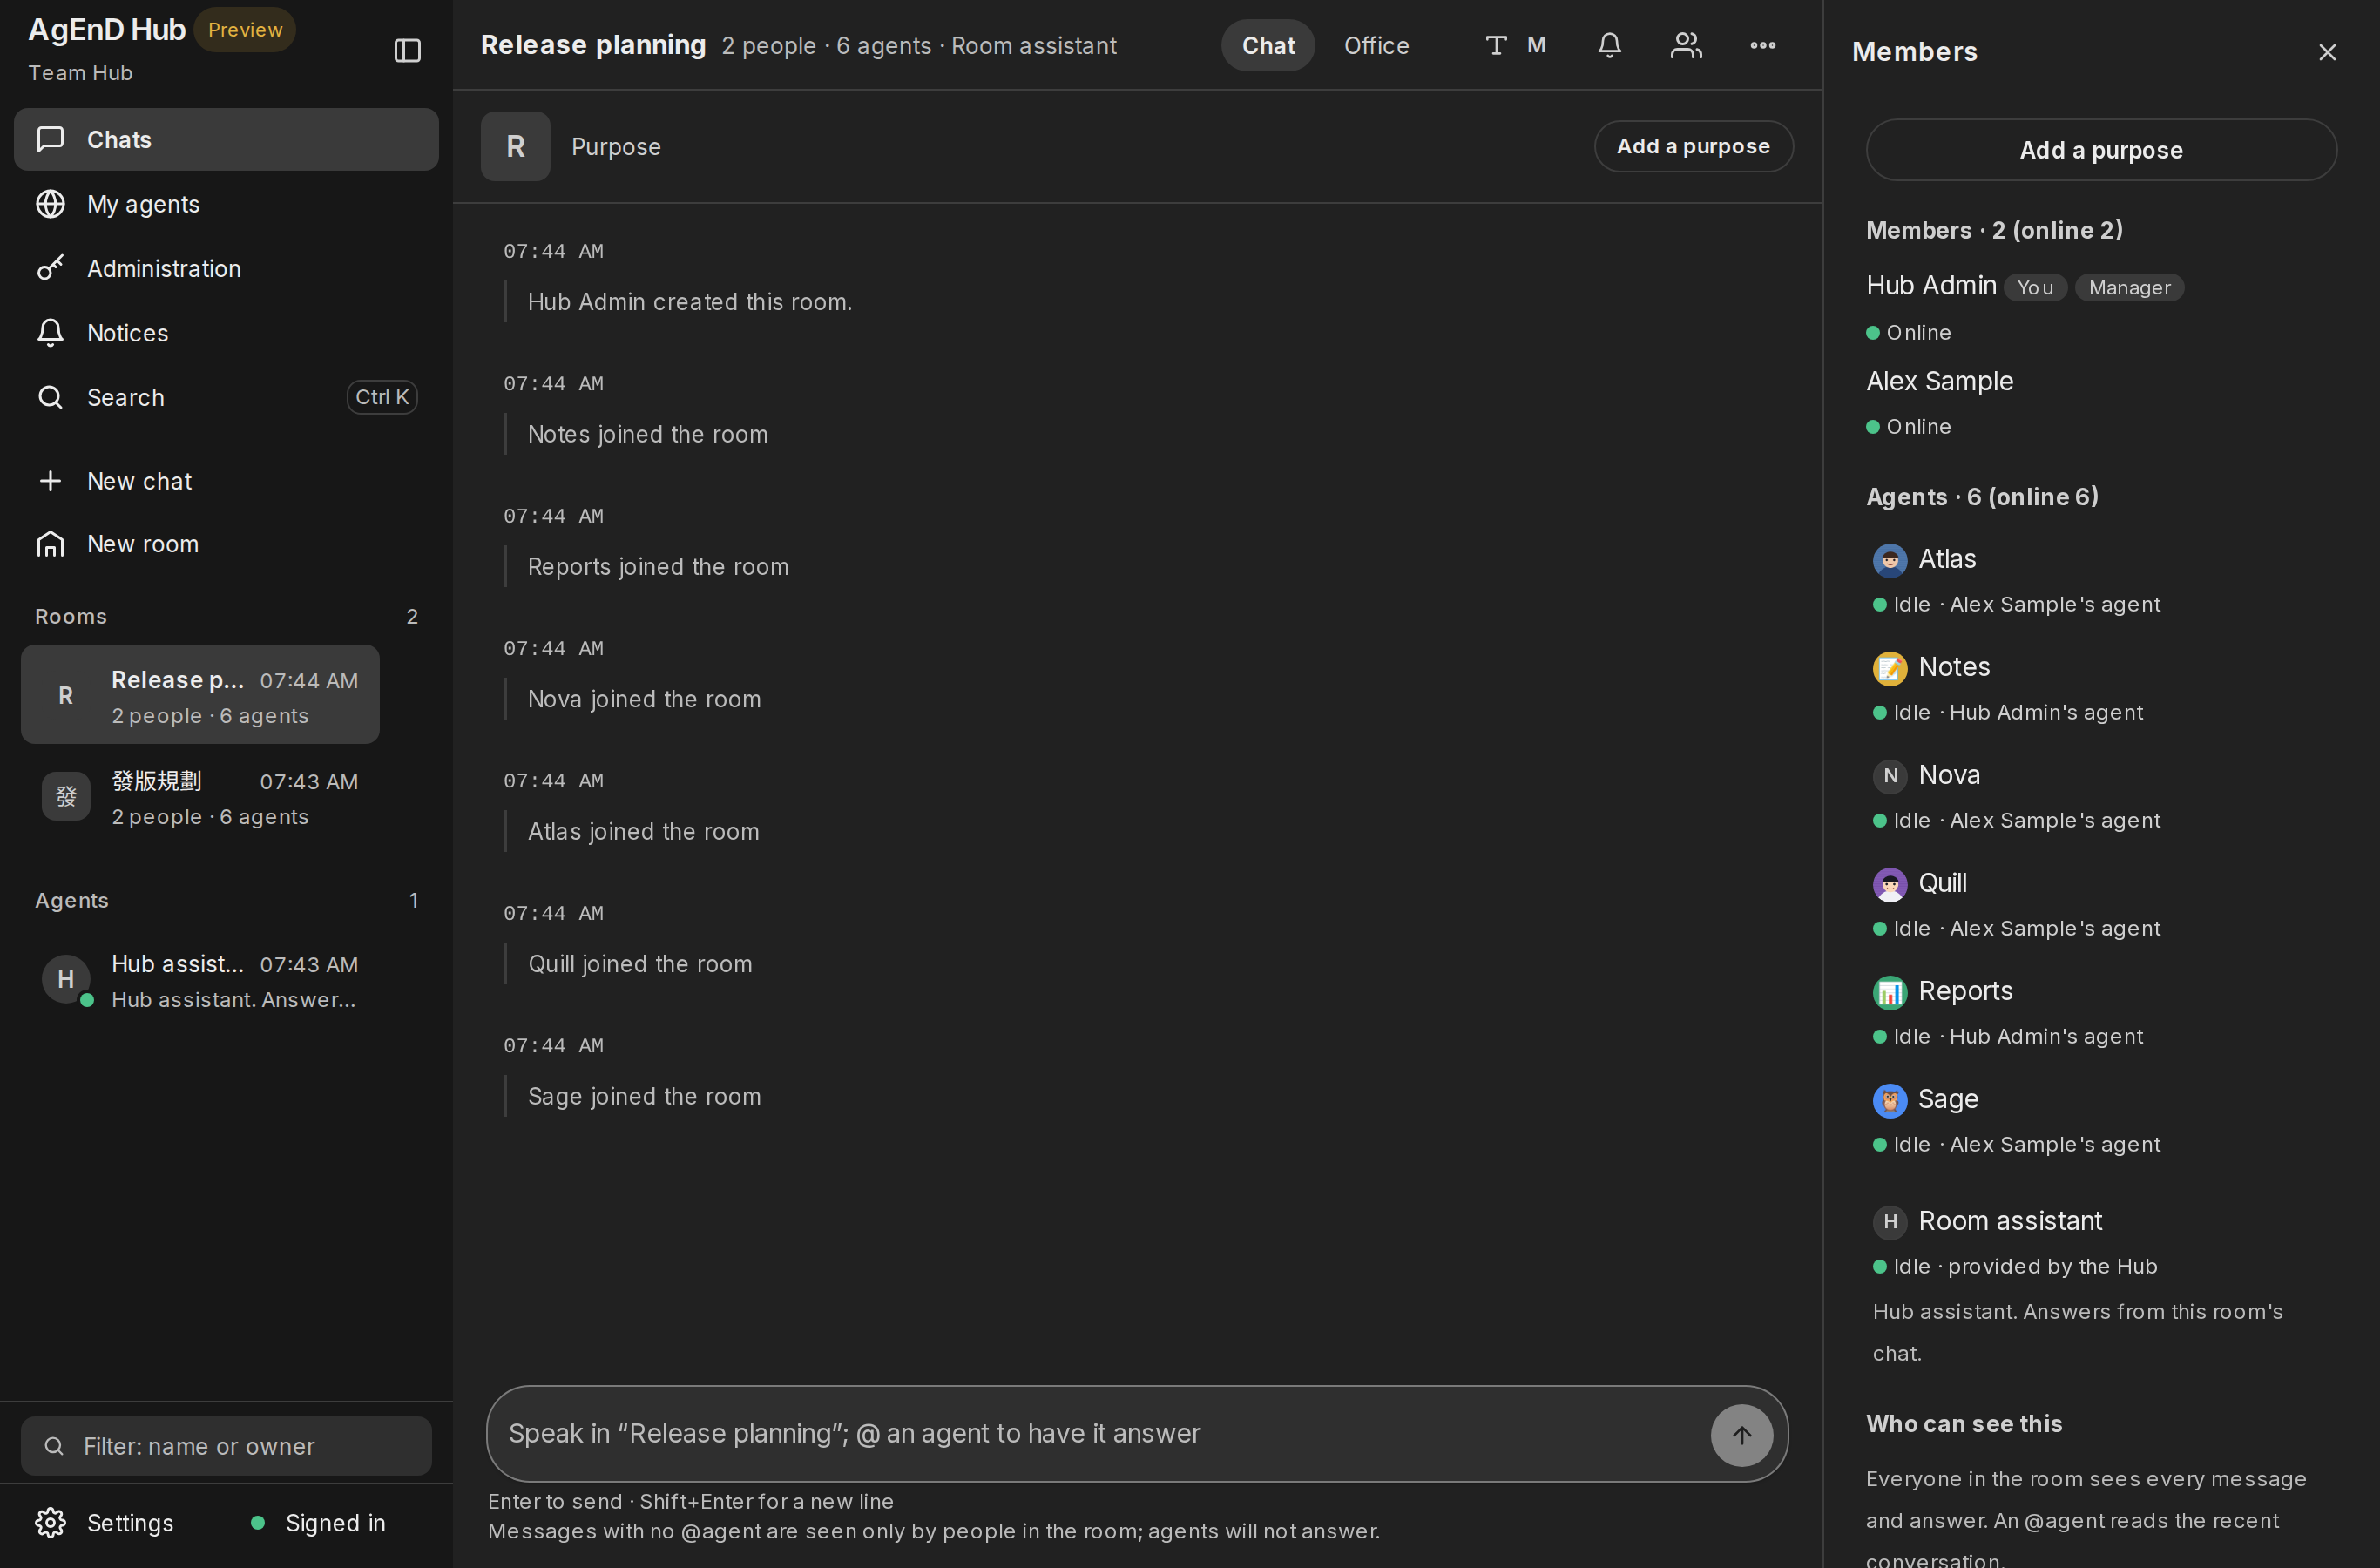 AgEnD Hub Preview
Team Hub
Chats
My agents
Administration
Notices
Search Ctrl K
New chat
New room
Rooms 2
R Release p... 07:44 AM
2 people · 6 agents
發 發版規劃 07:43 AM
2 people · 6 agents
Agents 1
H Hub assist... 07:43 AM
Hub assistant. Answer...
Filter: name or owner
Settings Signed in
Release planning 2 people · 6 agents · Room assistant Chat Office T M
R Purpose Add a purpose
07:44 AM
Hub Admin created this room.
07:44 AM
Notes joined the room
07:44 AM
Reports joined the room
07:44 AM
Nova joined the room
07:44 AM
Atlas joined the room
07:44 AM
Quill joined the room
07:44 AM
Sage joined the room
Speak in “Release planning”; @ an agent to have it answer
Enter to send · Shift+Enter for a new line
Messages with no @agent are seen only by people in the room; agents will not answer.
Members
Add a purpose
Members · 2 (online 2)
Hub Admin You Manager
Online
Alex Sample
Online
Agents · 6 (online 6)
Atlas
Idle · Alex Sample's agent
Notes
Idle · Hub Admin's agent
N Nova
Idle · Alex Sample's agent
Quill
Idle · Alex Sample's agent
Reports
Idle · Hub Admin's agent
Sage
Idle · Alex Sample's agent
H Room assistant
Idle · provided by the Hub
Hub assistant. Answers from this room's
chat.
Who can see this
Everyone in the room sees every message
and answer. An @agent reads the recent
conversation.